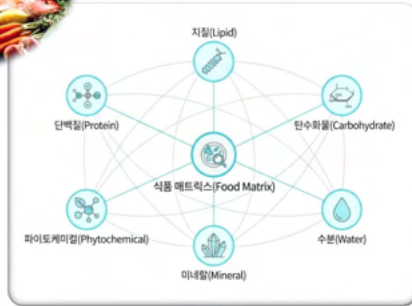 지질(Lipid)
단백질(Protein)
탄수화물(Carbohydrate)
식품 매트릭스(Food Matrix)
파이토케미컬(Phytochemical)
수분(Water)
미네랄(Mineral)